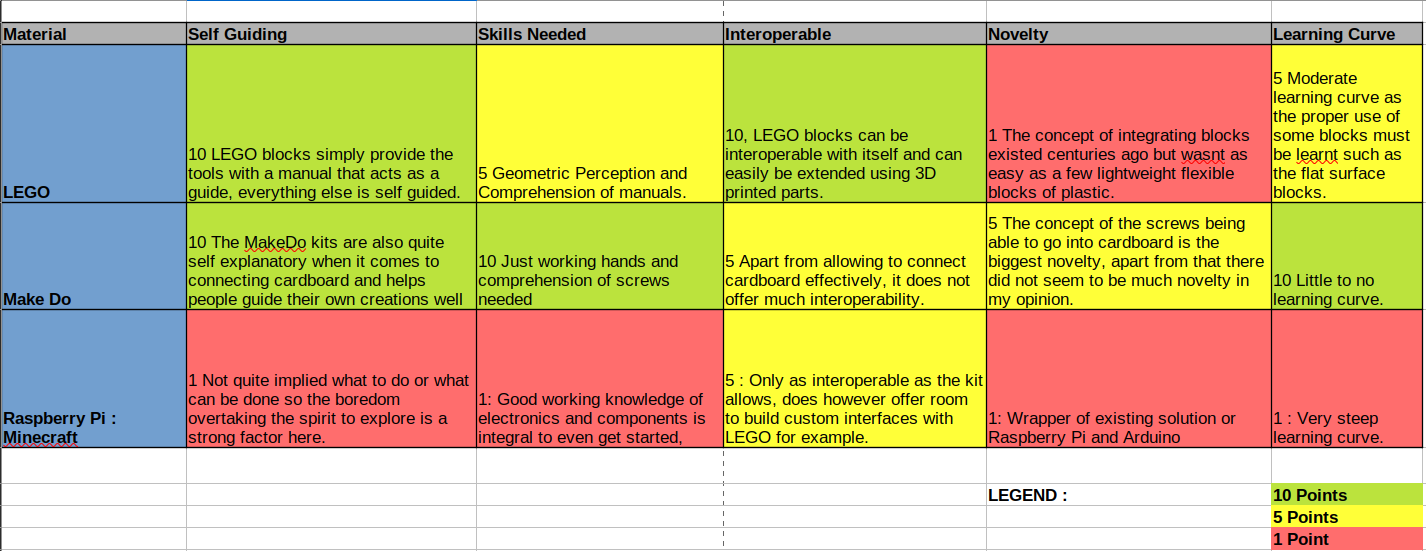 Material Self Guiding Skills Needed Interoperable Novelty Learning Curve
LEGO
10 LEGO blocks simply provide the
tools with a manual that acts as a
guide, everything else is self guided.
5 Geometric Perception and
Comprehension of manuals.
10, LEGO blocks can be
interoperable with itself and can
easily be extended using 3D
printed parts.
1 The concept of integrating blocks
existed centuries ago but wasnt as
easy as a few lightweight flexible
blocks of plastic.
5 Moderate
learning curve as
the proper use of
some blocks must
be learnt such as
the flat surface
blocks.
Make Do
10 The MakeDo kits are also quite
self explanatory when it comes to
connecting cardboard and helps
people guide their own creations well
10 Just working hands and
comprehension of screws
needed
5 Apart from allowing to connect
cardboard effectively, it does not
offer much interoperability.
5 The concept of the screws being
able to go into cardboard is the
biggest novelty, apart from that there
did not seem to be much novelty in
my opinion.
10 Little to no
learning curve.
Raspberry Pi :
Minecraft
1 Not quite implied what to do or what
can be done so the boredom
overtaking the spirit to explore is a
strong factor here.
1: Good working knowledge of
electronics and components is
integral to even get started,
5 : Only as interoperable as the kit
allows, does however offer room
to build custom interfaces with
LEGO for example.
1: Wrapper of existing solution or
Raspberry Pi and Arduino
1 : Very steep
learning curve.
LEGEND :
10 Points
5 Points
1 Point